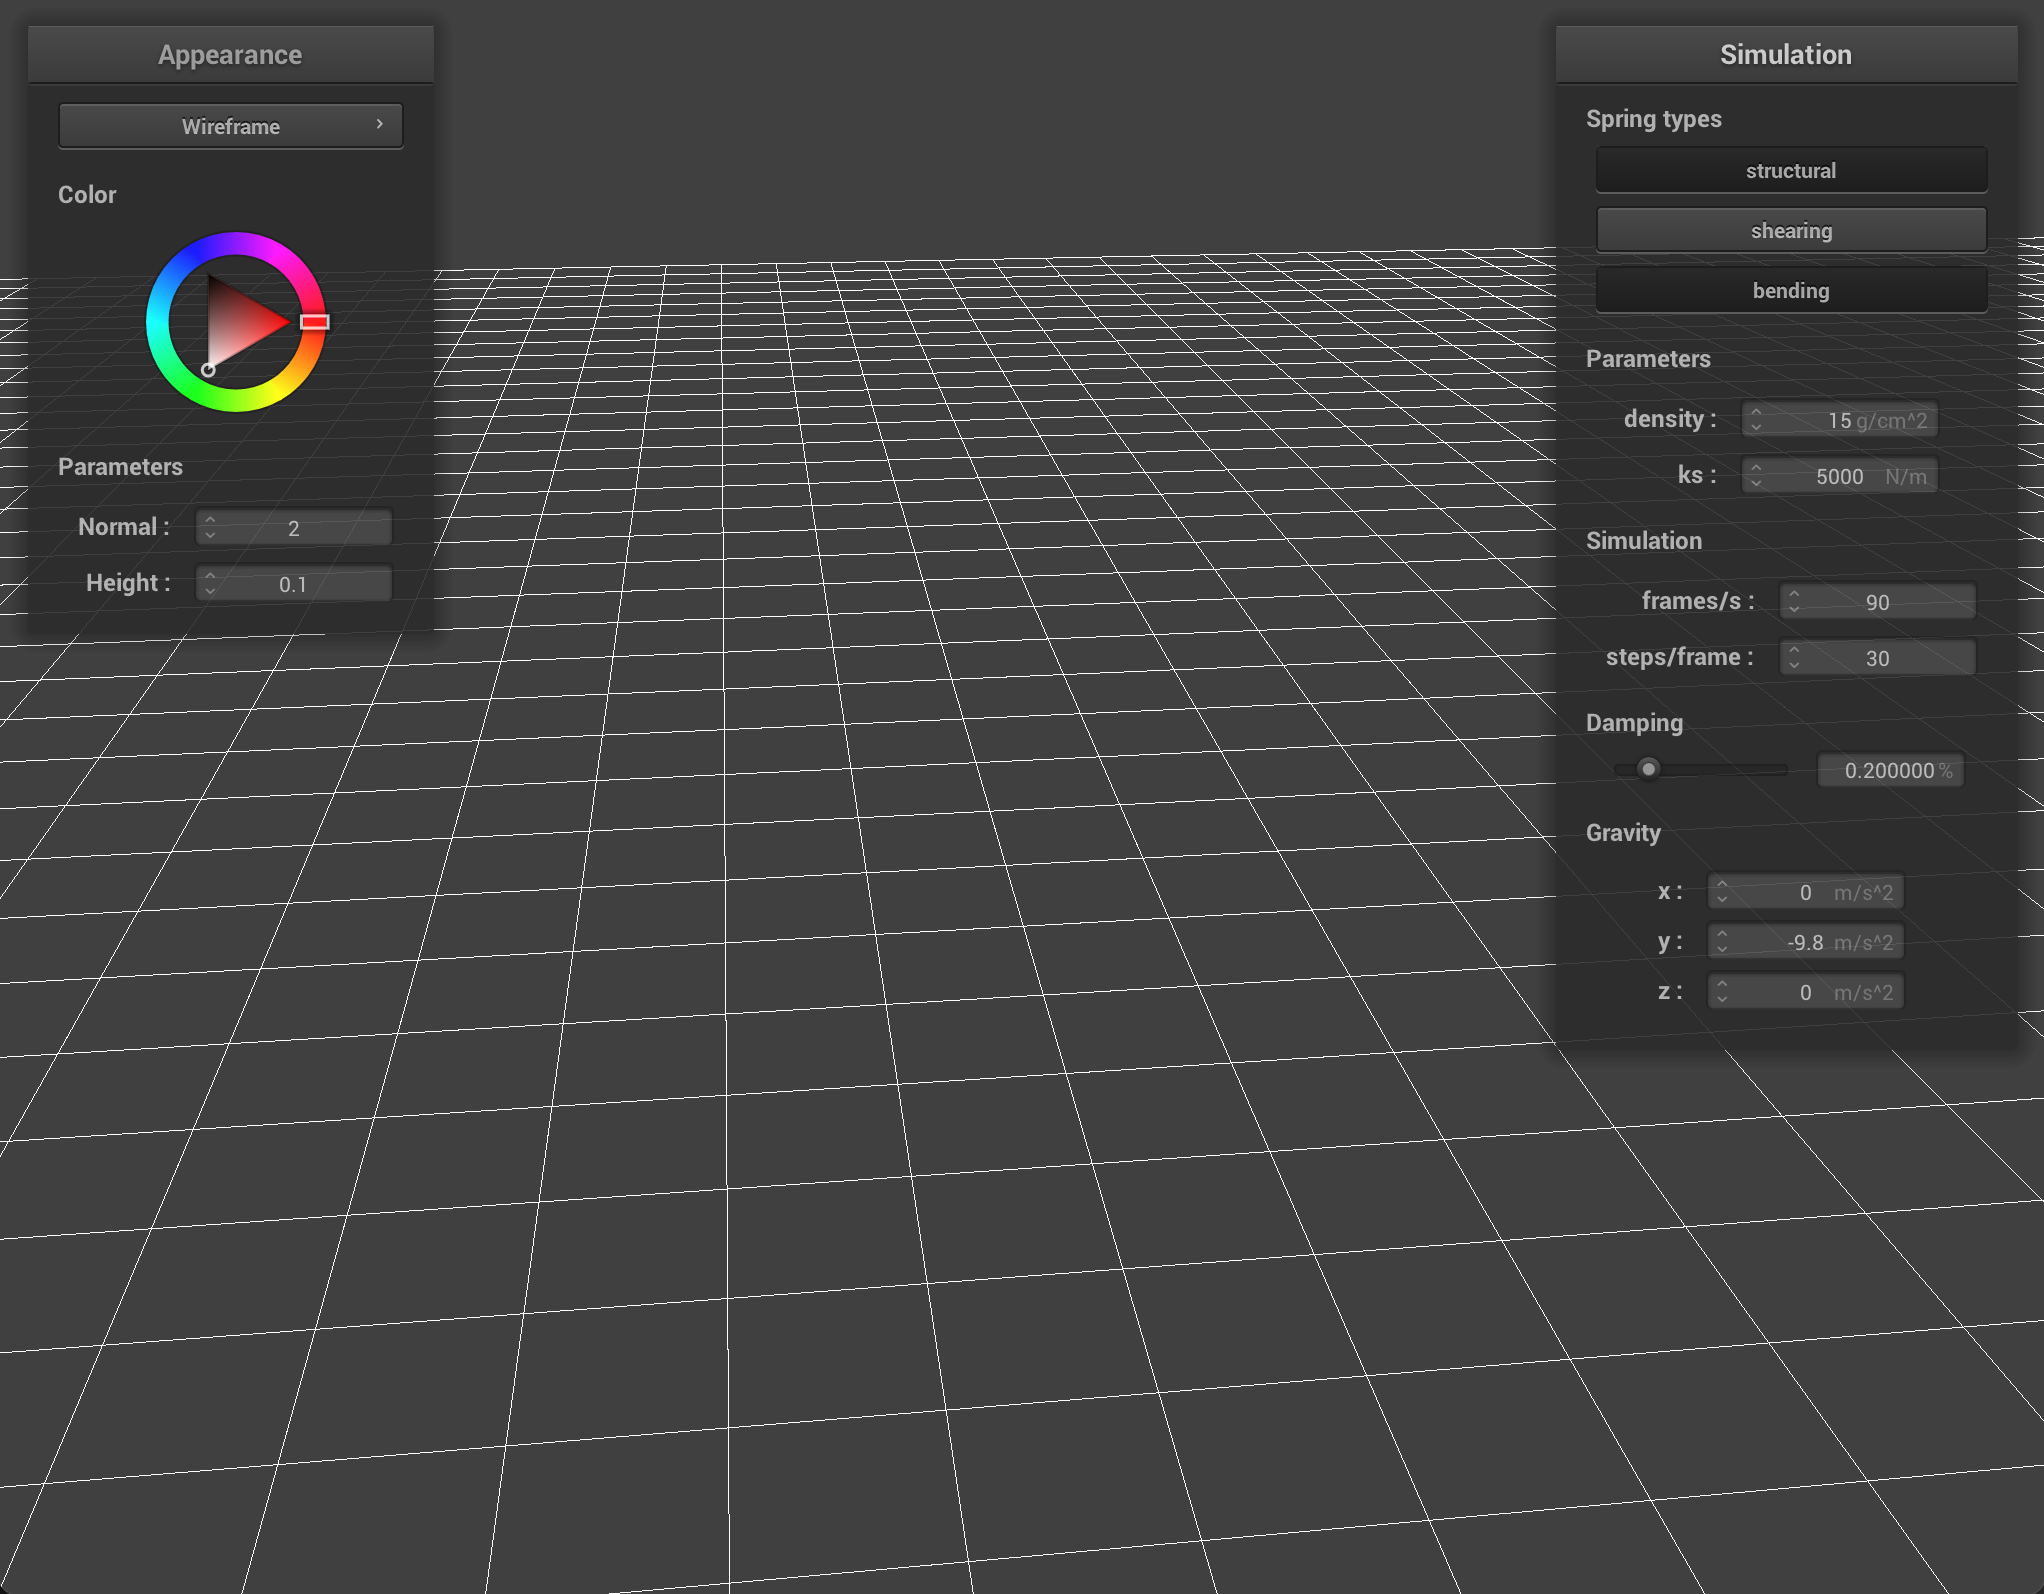 Appearance
Wireframe
Color
Parameters
Normal : 2
Height : 0.1
Simulation
Spring types
structural
shearing
bending
Parameters
density : 15 g/cm^2
ks : 5000 N/m
Simulation
frames/s : 90
steps/frame : 30
Damping
0.200000 %
Gravity
x : 0 m/s^2
y : -9.8 m/s^2
z : 0 m/s^2